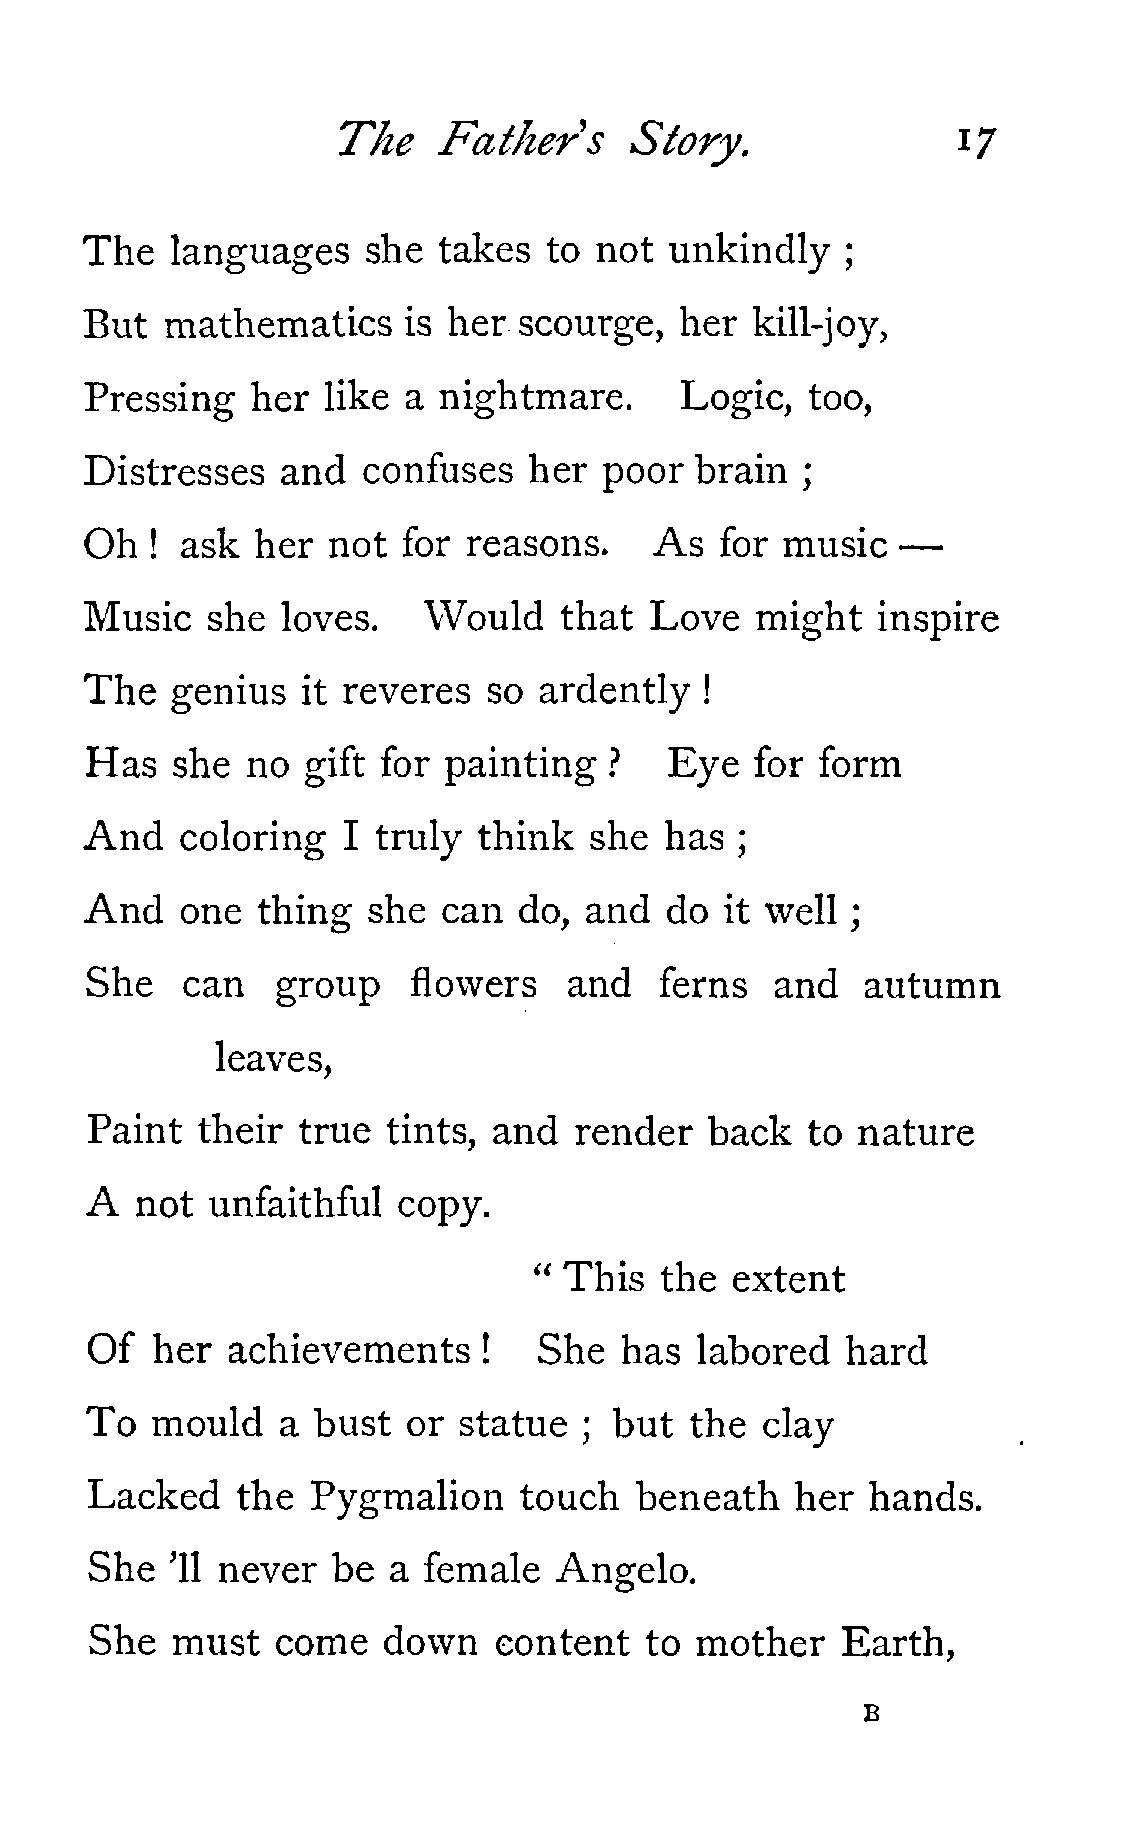 The Father's Story. 17
The languages she takes to not unkindly ;
But mathematics is her scourge, her kill-joy,
Pressing her like a nightmare. Logic, too,
Distresses and confuses her poor brain ;
Oh ! ask her not for reasons. As for music —
Music she loves. Would that Love might inspire
The genius it reveres so ardently !
Has she no gift for painting ? Eye for form
And coloring I truly think she has ;
And one thing she can do, and do it well ;
She can group flowers and ferns and autumn
leaves,
Paint their true tints, and render back to nature
A not unfaithful copy.
“ This the extent
Of her achievements ! She has labored hard
To mould a bust or statue ; but the clay
Lacked the Pygmalion touch beneath her hands.
She 'll never be a female Angelo.
She must come down content to mother Earth,
B